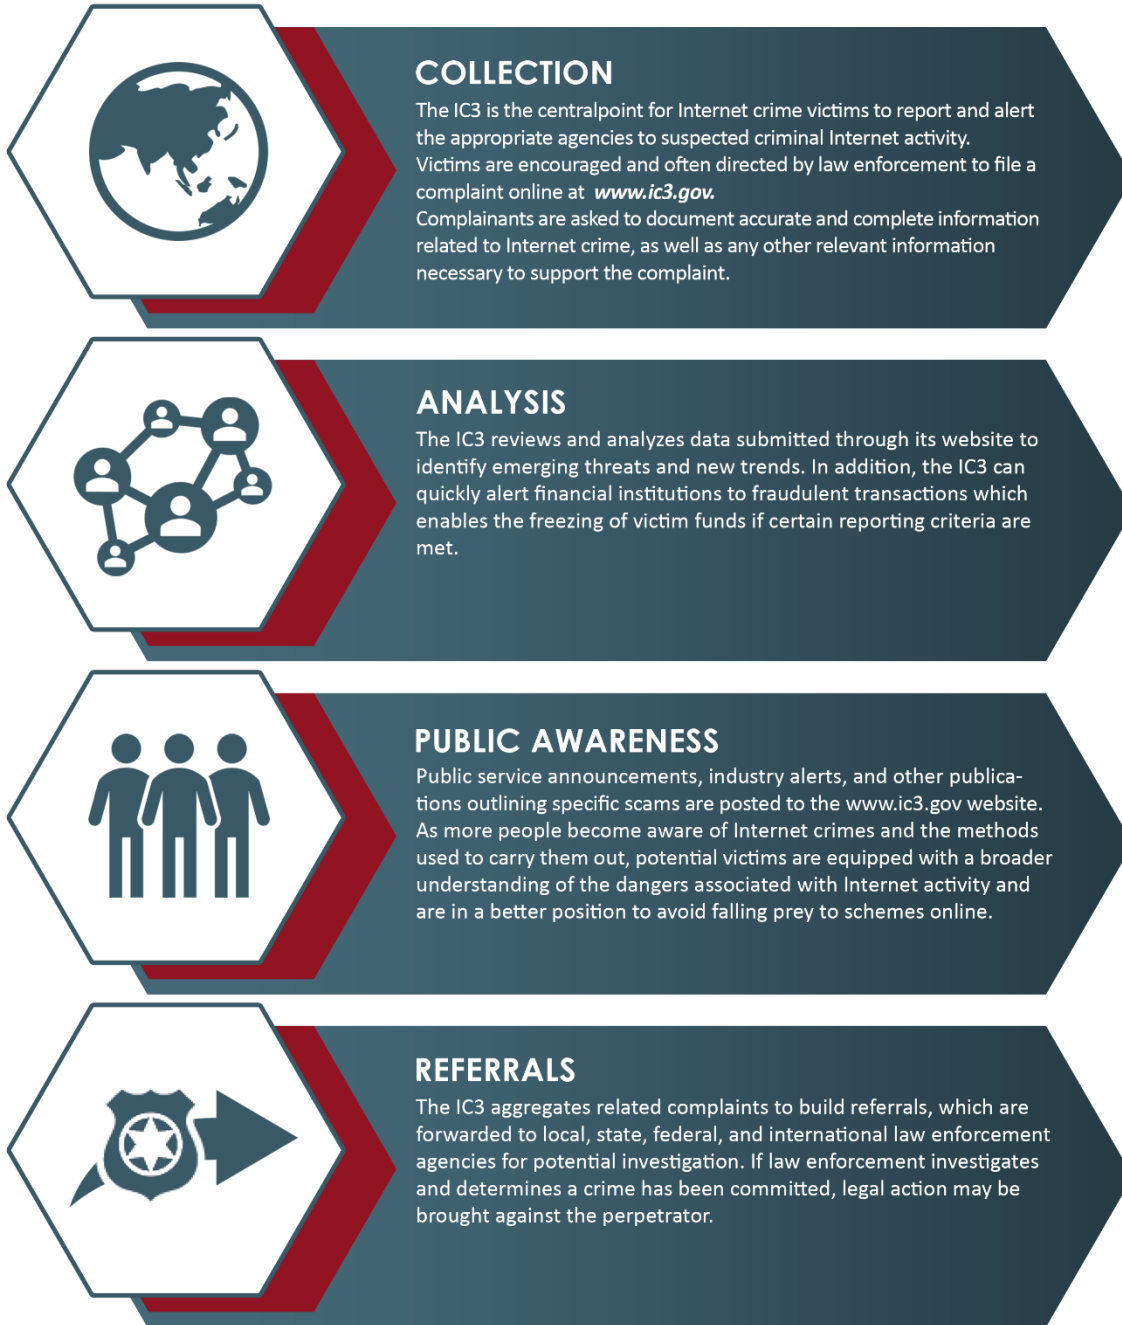 COLLECTION
The IC3 is the centralpoint for Internet crime victims to report and alert
the appropriate agencies to suspected criminal Internet activity.
Victims are encouraged and often directed by law enforcement to file a
complaint online at www.ic3.gov.
Complainants are asked to document accurate and complete information
related to Internet crime, as well as any other relevant information
necessary to support the complaint.
ANALYSIS
The IC3 reviews and analyzes data submitted through its website to
identify emerging threats and new trends. In addition, the IC3 can
quickly alert financial institutions to fraudulent transactions which
enables the freezing of victim funds if certain reporting criteria are
met.
PUBLIC AWARENESS
Public service announcements, industry alerts, and other publica-
tions outlining specific scams are posted to the www.ic3.gov website.
As more people become aware of Internet crimes and the methods
used to carry them out, potential victims are equipped with a broader
understanding of the dangers associated with Internet activity and
are in a better position to avoid falling prey to schemes online.
REFERRALS
The IC3 aggregates related complaints to build referrals, which are
forwarded to local, state, federal, and international law enforcement
agencies for potential investigation. If law enforcement investigates
and determines a crime has been committed, legal action may be
brought against the perpetrator.